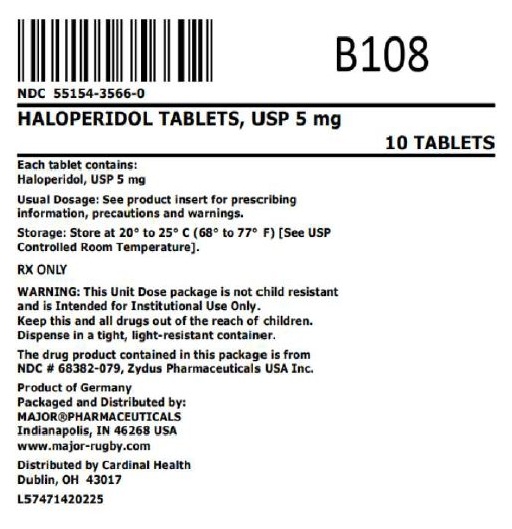 B108
NDC 55154-3566-0
HALOPERIDOL TABLETS, USP 5 mg
10 TABLETS
Each tablet contains:
Haloperidol, USP 5 mg
Usual Dosage: See product insert for prescribing
information, precautions and warnings.
Storage: Store at 20° to 25° C (68° to 77° F) [See USP
Controlled Room Temperature].
RX ONLY
WARNING: This Unit Dose package is not child resistant
and is Intended for Institutional Use Only.
Keep this and all drugs out of the reach of children.
Dispense in a tight, light-resistant container.
The drug product contained in this package is from
NDC # 68382-079, Zydus Pharmaceuticals USA Inc.
Product of Germany
Packaged and Distributed by:
MAJOR®PHARMACEUTICALS
Indianapolis, IN 46268 USA
www.major-rugby.com
Distributed by Cardinal Health
Dublin, OH 43017
L57471420225